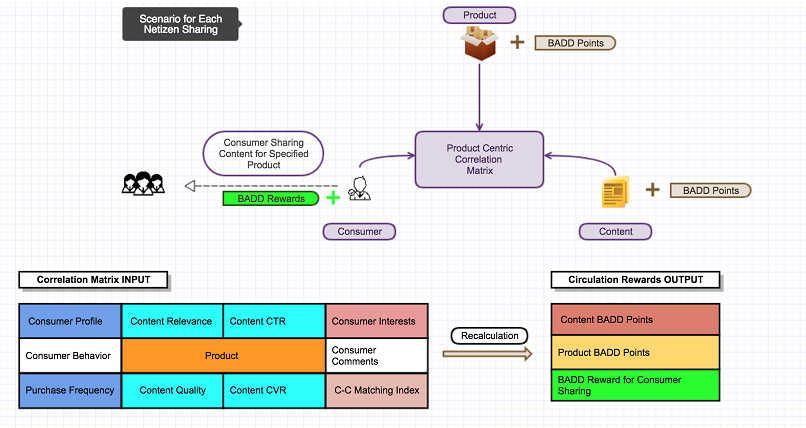 Scenario for Each
Netizen Sharing
Product
BADD Points
Consumer Sharing
Content for Specified
Product
Product Centric
Correlation
Matrix
BADD Rewards
BADD Points
Consumer
Content
Correlation Matrix INPUT
Circulation Rewards OUTPUT
Consumer Profile
Content Relevance
Content CTR
Consumer Interests
Content BADD Points
Recalculation
Consumer Behavior
Product
Consumer
Comments
Product BADD Points
Purchase Frequency
Content Quality
Content CVR
C-C Matching Index
BADD Reward for Consumer
Sharing